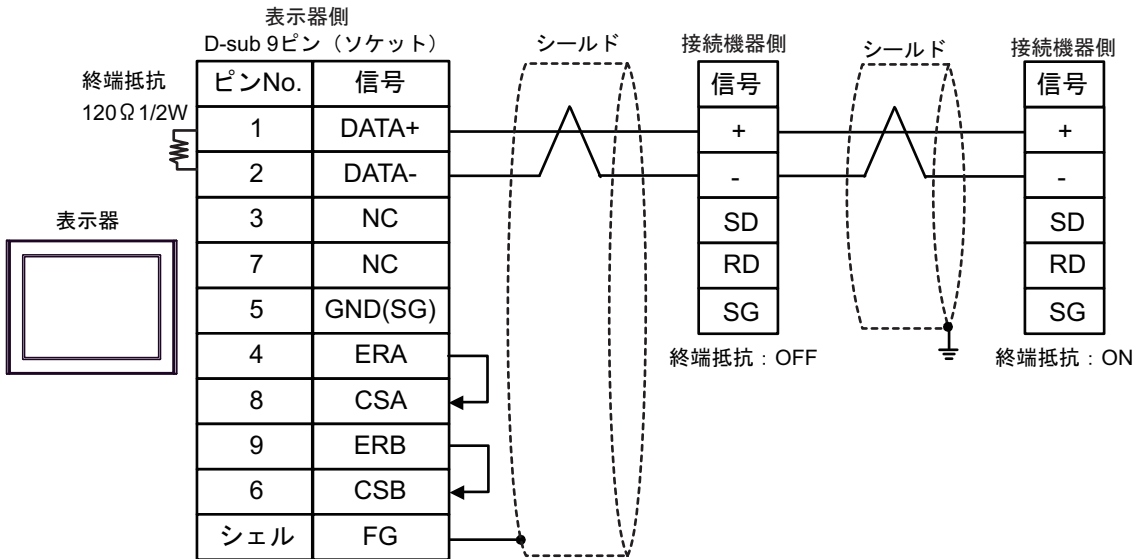 表示器側
D-sub 9ピン（ソケット）
シールド
接続機器側
シールド
接続機器側
終端抵抗
120Ω 1/2W
ピンNo. 信号
1 DATA+
2 DATA-
3 NC
7 NC
5 GND(SG)
4 ERA
8 CSA
9 ERB
6 CSB
シェル FG
表示器
信号
+
-
SD
RD
SG
終端抵抗：OFF
信号
+
-
SD
RD
SG
終端抵抗：ON